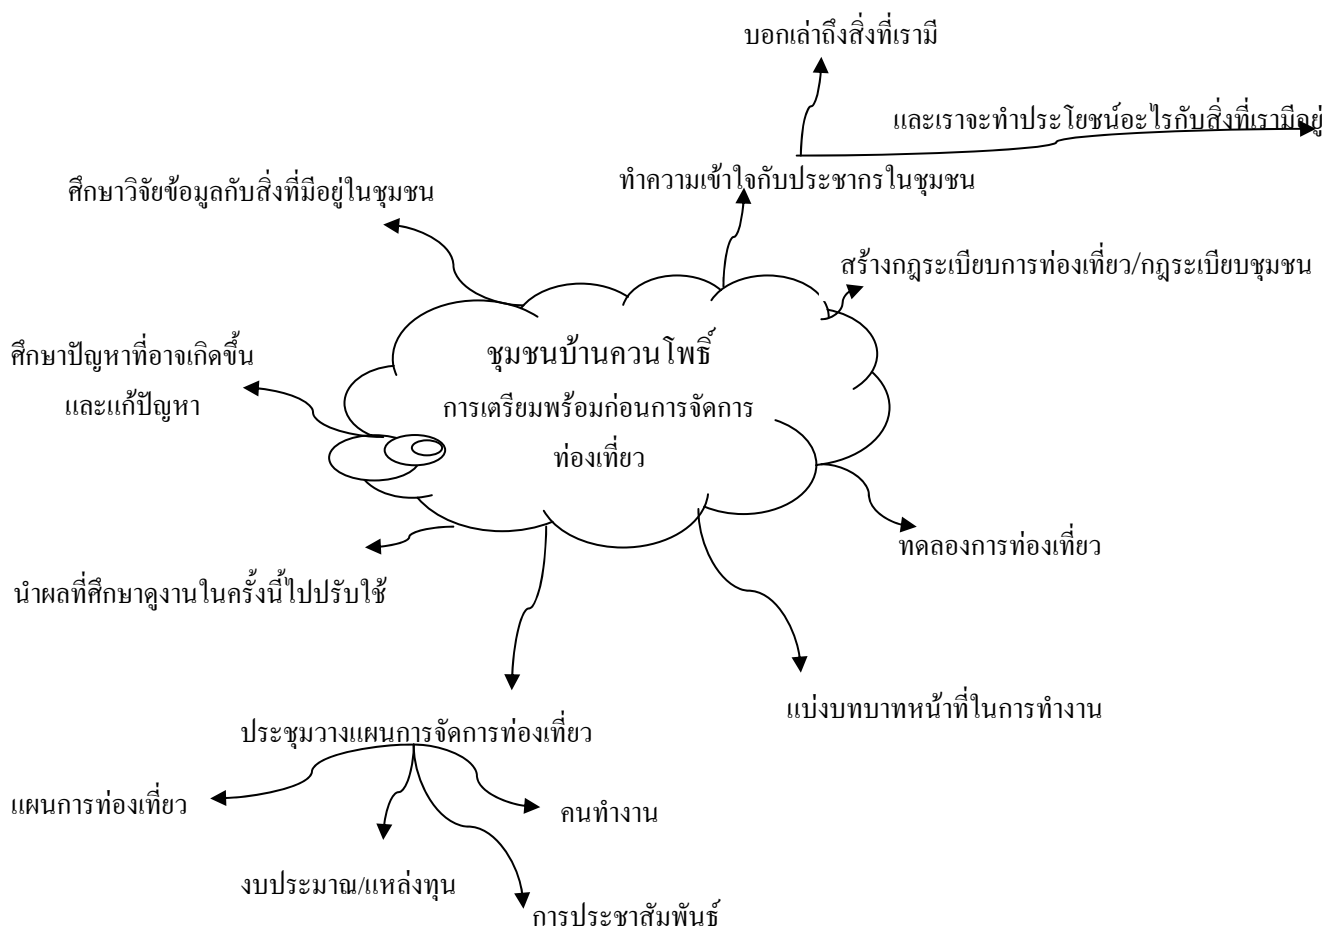 บอกเล่าถึงสิ่งที่เรามี
และเราจะทำประโยชน์อะไรกับสิ่งที่เรามีอยู่
ทำความเข้าใจกับประชากรในชุมชน
ศึกษาวิจัยข้อมูลกับสิ่งที่มีอยู่ในชุมชน
สร้างกฎระเบียบการท่องเที่ยว/กฎระเบียบชุมชน
ศึกษาปัญหาที่อาจเกิดขึ้น
และแก้ปัญหา
ชุมชนบ้านควนโพธิ์
การเตรียมพร้อมก่อนการจัดการ
ท่องเที่ยว
ทดลองการท่องเที่ยว
นำผลที่ศึกษาดูงานในครั้งนี้ไปปรับใช้
แบ่งบทบาทหน้าที่ในการทำงาน
ประชุมวางแผนการจัดการท่องเที่ยว
แผนการท่องเที่ยว
คนทำงาน
งบประมาณ/แหล่งทุน
การประชาสัมพันธ์